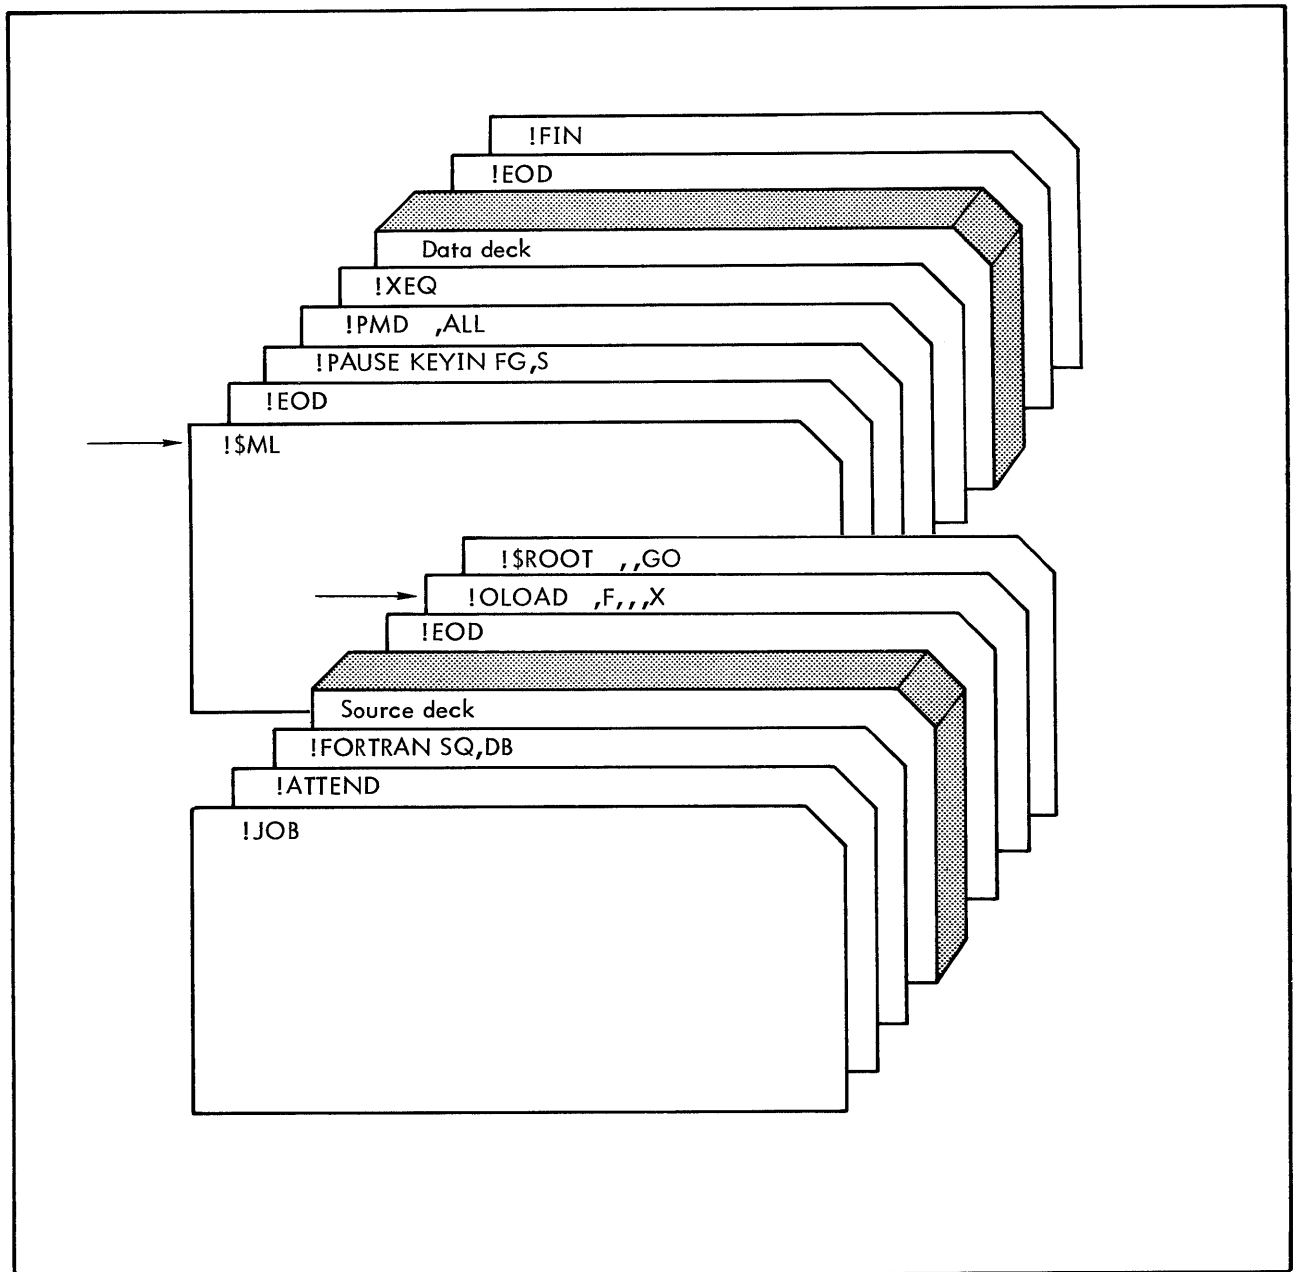 !FIN
!EOD
Data deck
!XEQ
!PMD ,ALL
!PAUSE KEYIN FG,S
!EOD
!$ML
!$ROOT ,,GO
!OLOAD ,F,,,X
!EOD
Source deck
!FORTRAN SQ,DB
!ATTEND
!JOB